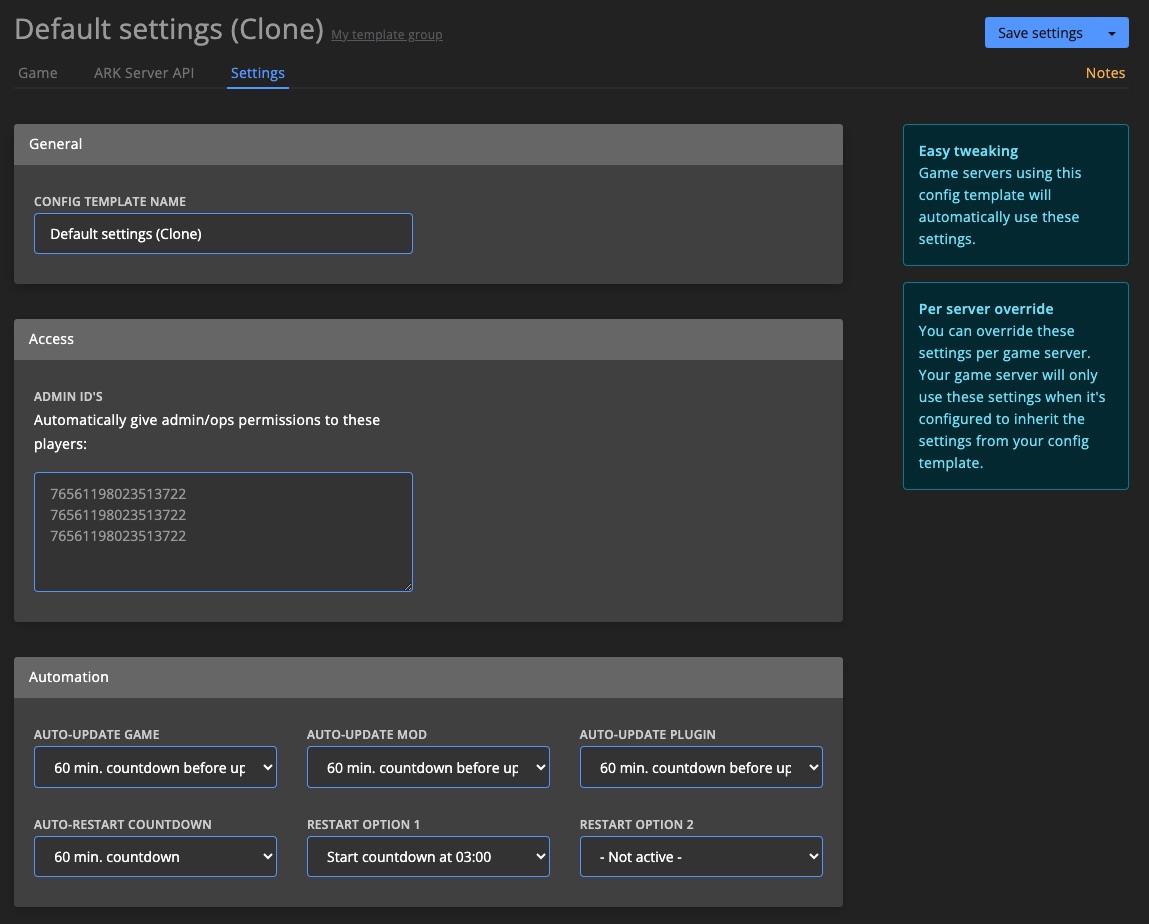 Default settings (Clone) My template group
Save settings
Game ARK Server API Settings Notes
General
CONFIG TEMPLATE NAME
Default settings (Clone)
Easy tweaking
Game servers using this
config template will
automatically use these
settings.
Per server override
You can override these
settings per game server.
Your game server will only
use these settings when it's
configured to inherit the
settings from your config
template.
Access
ADMIN ID'S
Automatically give admin/ops permissions to these
players:
76561198023513722
76561198023513722
76561198023513722
Automation
AUTO-UPDATE GAME AUTO-UPDATE MOD AUTO-UPDATE PLUGIN
60 min. countdown before up 60 min. countdown before up 60 min. countdown before up
AUTO-RESTART COUNTDOWN RESTART OPTION 1 RESTART OPTION 2
60 min. countdown Start countdown at 03:00 - Not active -